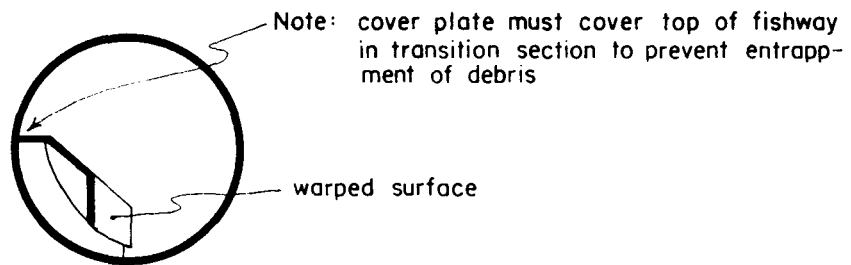 Note: cover plate must cover top of fishway
in transition section to prevent entrapp-
ment of debris
warped surface